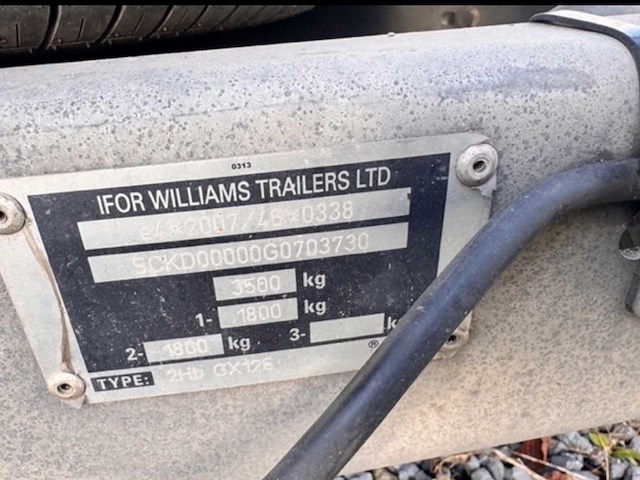 0313
IFOR WILLIAMS TRAILERS LTD
e4*2007/46*0338
SCKD00000G0703730
3500 kg
1- 1800 kg
2- 1800 kg 3-
®
TYPE: 2Hb GX126